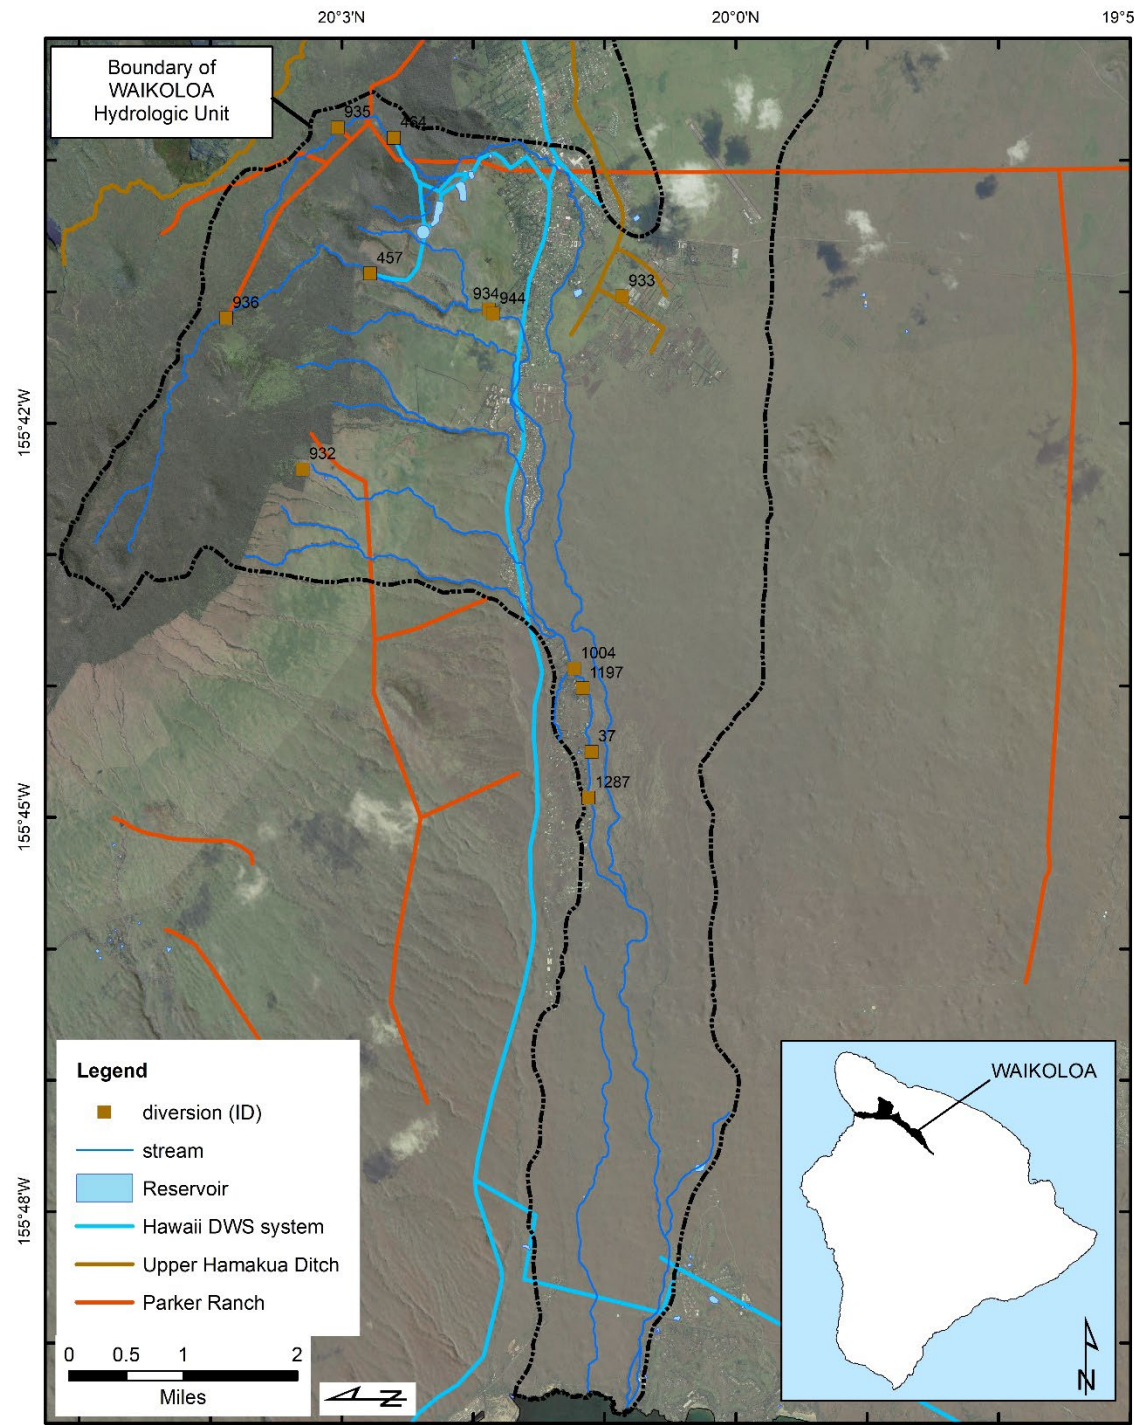 20°3'N
20°0'N
19°5
Boundary of
WAIKOLOA
Hydrologic Unit
935
464
457
936
934
944
933
155°42'W
932
1004
1197
37
1287
155°45'W
155°48'W
Legend
diversion (ID)
stream
Reservoir
Hawaii DWS system
Upper Hamakua Ditch
Parker Ranch
0 0.5 1 2
Miles
N
WAIKOLOA
N